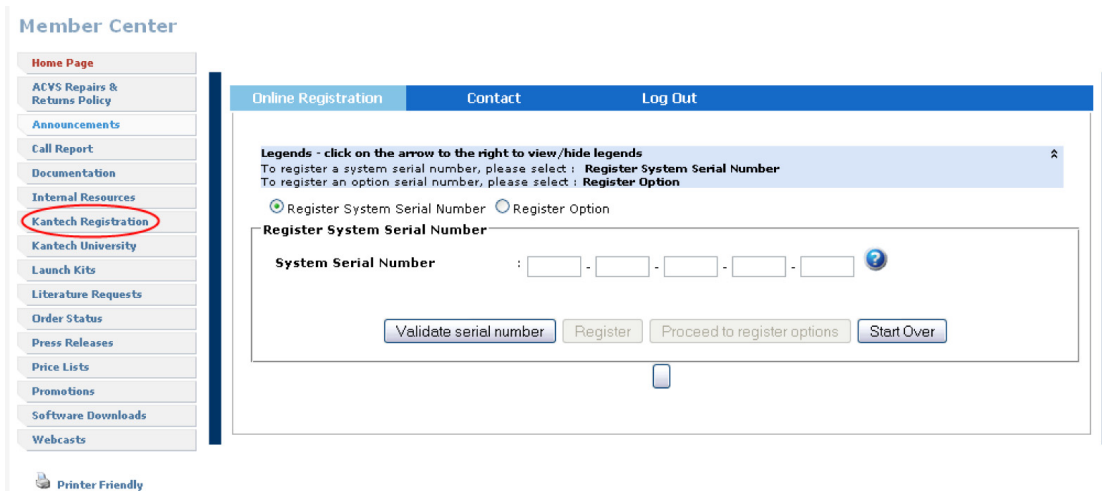 Member Center
Home Page
ACVS Repairs &
Returns Policy
Announcements
Call Report
Documentation
Internal Resources
Kantech Registration
Kantech University
Launch Kits
Literature Requests
Order Status
Press Releases
Price Lists
Promotions
Software Downloads
Webcasts
Printer Friendly
Online Registration Contact Log Out
Legends - click on the arrow to the right to view/hide legends
To register a system serial number, please select : Register System Serial Number
To register an option serial number, please select : Register Option
Register System Serial Number Register Option
Register System Serial Number
System Serial Number : - - - - ?
Validate serial number Register Proceed to register options Start Over